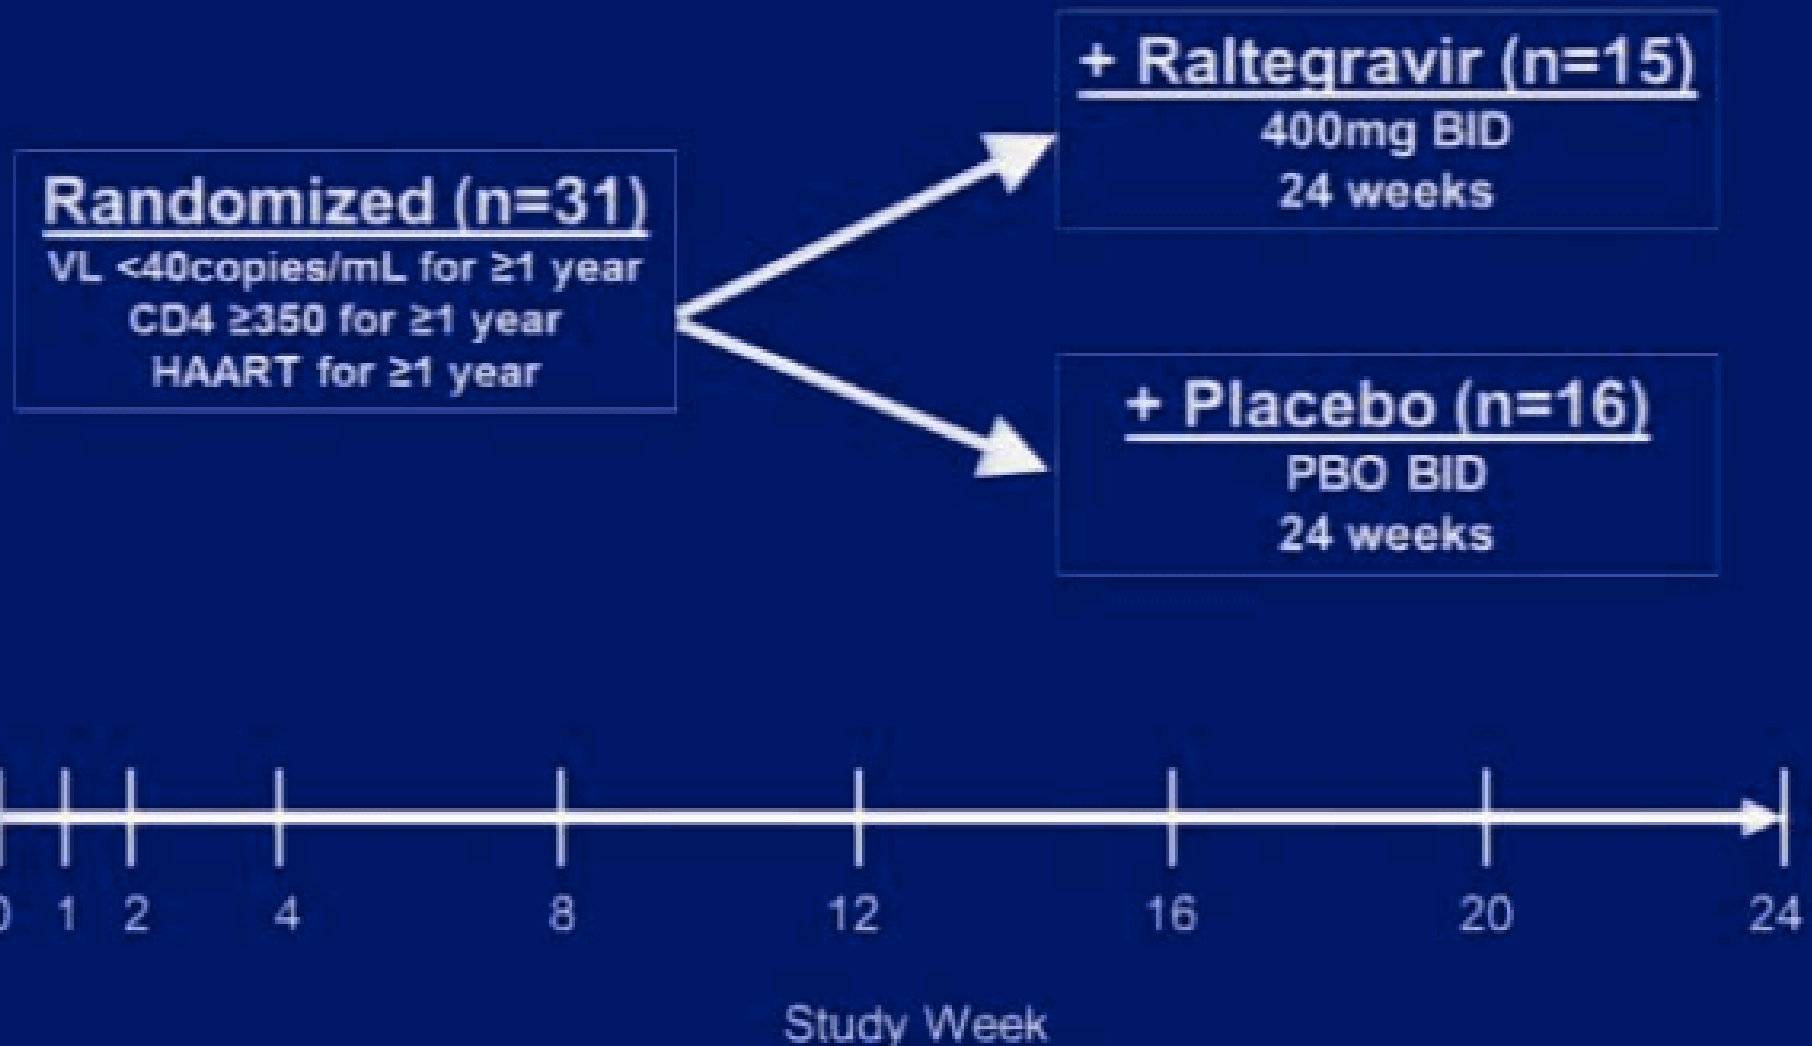 + Raltegravir (n=15)
400mg BID
24 weeks
Randomized (n=31)
VL <40copies/mL for ≥1 year
CD4 ≥350 for ≥1 year
HAART for ≥1 year
+ Placebo (n=16)
PBO BID
24 weeks
0 1 2 4 8 12 16 20 24
Study Week